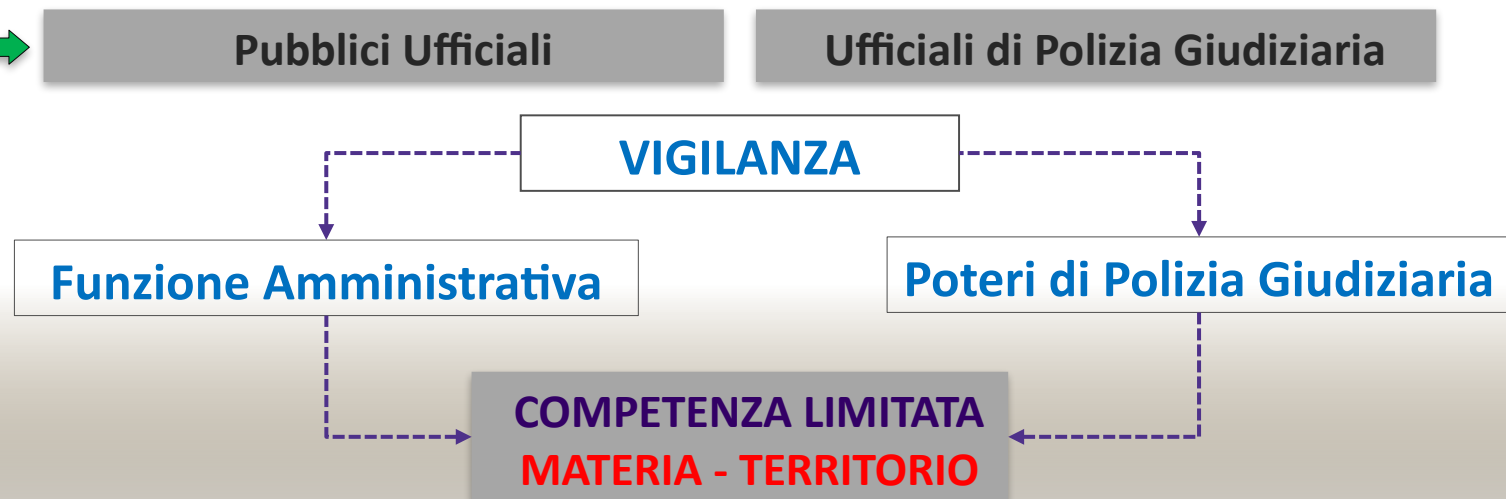 Pubblici Ufficiali
Ufficiali di Polizia Giudiziaria
VIGILANZA
Funzione Amministrativa
Poteri di Polizia Giudiziaria
COMPETENZA LIMITATA
MATERIA - TERRITORIO